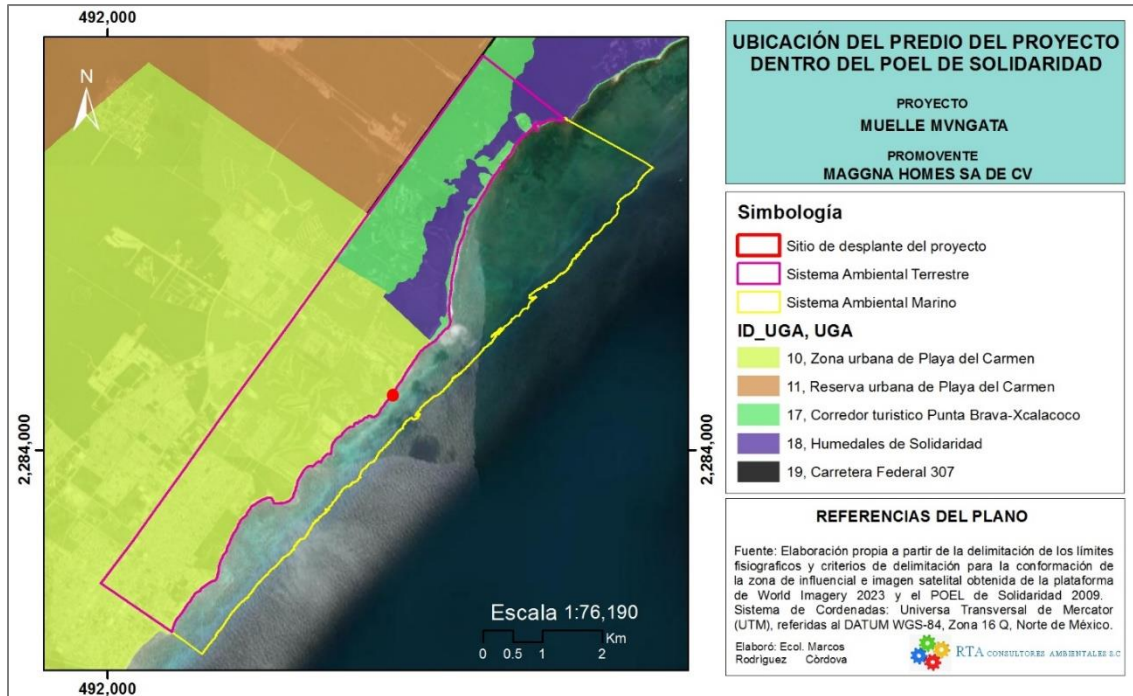 492,000
N
2,284,000
2,284,000
Escala 1:76,190
Km
0 0.5 1 2
492,000
UBICACIÓN DEL PREDIO DEL PROYECTO
DENTRO DEL POEL DE SOLIDARIDAD
PROYECTO
MUELLE MVNGATA
PROMOVENTE
MAGGNA HOMES SA DE CV
Simbología
Sitio de desplante del proyecto
Sistema Ambiental Terrestre
Sistema Ambiental Marino
ID_UGA, UGA
10, Zona urbana de Playa del Carmen
11, Reserva urbana de Playa del Carmen
17, Corredor turistico Punta Brava-Xcalacoco
18, Humedales de Solidaridad
19, Carretera Federal 307
REFERENCIAS DEL PLANO
Fuente: Elaboración propia a partir de la delimitación de los límites
fisiograficos y criterios de delimitación para la conformación de
la zona de influencial e imagen satelital obtenida de la plataforma
de World Imagery 2023 y el POEL de Solidaridad 2009.
Sistema de Cordenadas: Universa Transversal de Mercator
(UTM), referidas al DATUM WGS-84, Zona 16 Q, Norte de México.
Elaboró: Ecol. Marcos
Rodríguez Còrdova
RTA CONSULTORES AMBIENTALES S.C